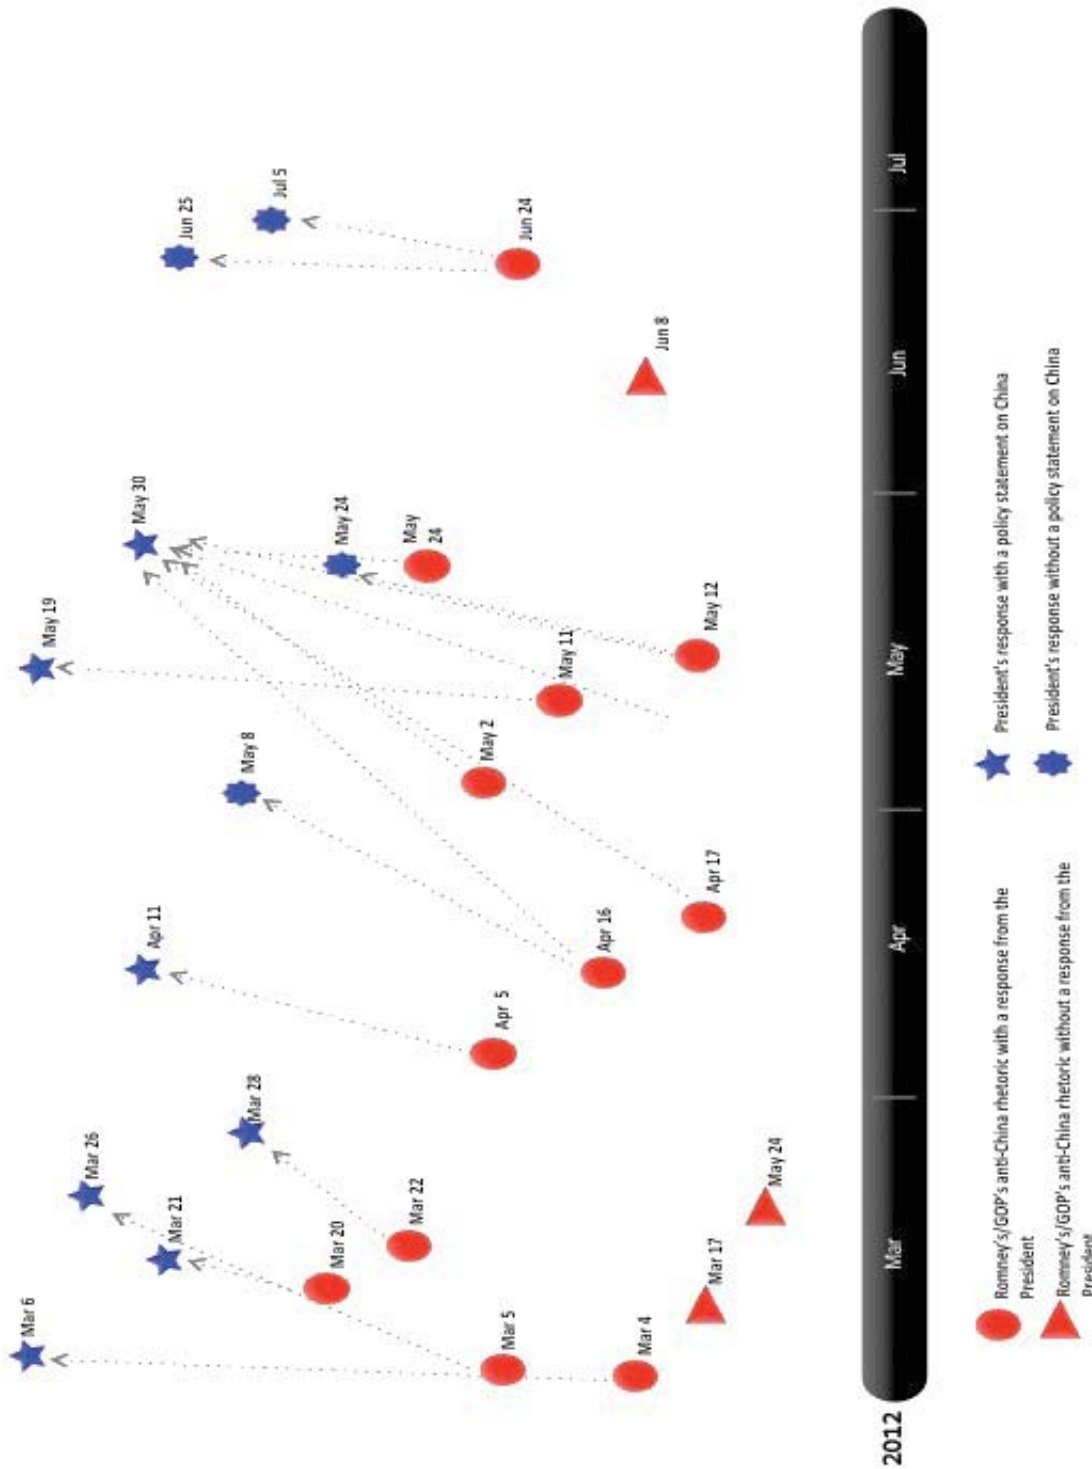 Mar 6
May 19
Mar 26
May 30
Apr 11
Jun 25
Mar 21
May 8
Mar 28
Jul 5
May 24
Mar 20
Mar 22
May
24
May 2
Apr 5
Mar 5
Jun 24
May 11
Apr 16
Mar 4
Jun 8
May 12
Apr 17
Mar 17
May 24
2012
Mar
Apr
May
Jun
Jul
Romney's/GOP's anti-China rhetoric with a response from the
President
Romney's/GOP's anti-China rhetoric without a response from the
President
President's response with a policy statement on China
President's response without a policy statement on China